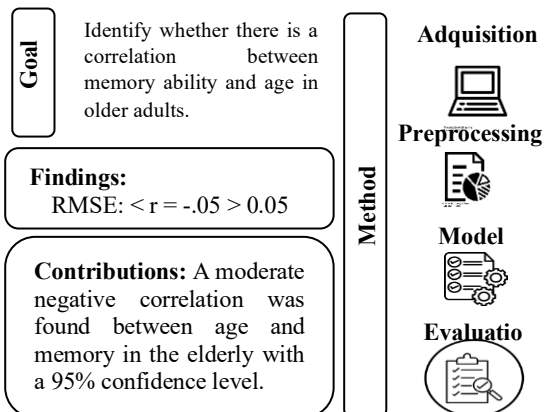 Goal
Identify whether there is a
correlation between
memory ability and age in
older adults.
Findings:
RMSE: < r = -.05 > 0.05
Contributions: A moderate
negative correlation was
found between age and
memory in the elderly with
a 95% confidence level.
Method
Adquisition
Preprocessing
Model
Evaluatio